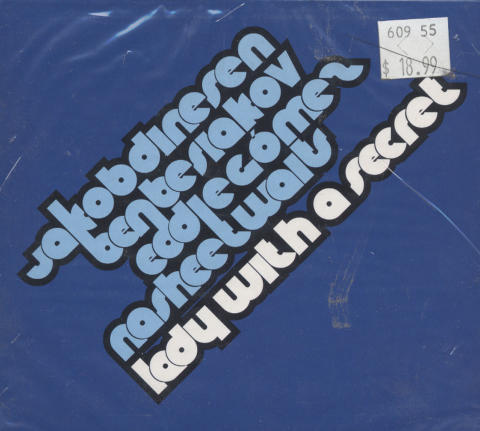 jakob dinesen
ben besiakov
eddie gómez
nasheet waits
lady with a secret
609 55
$ 18.99